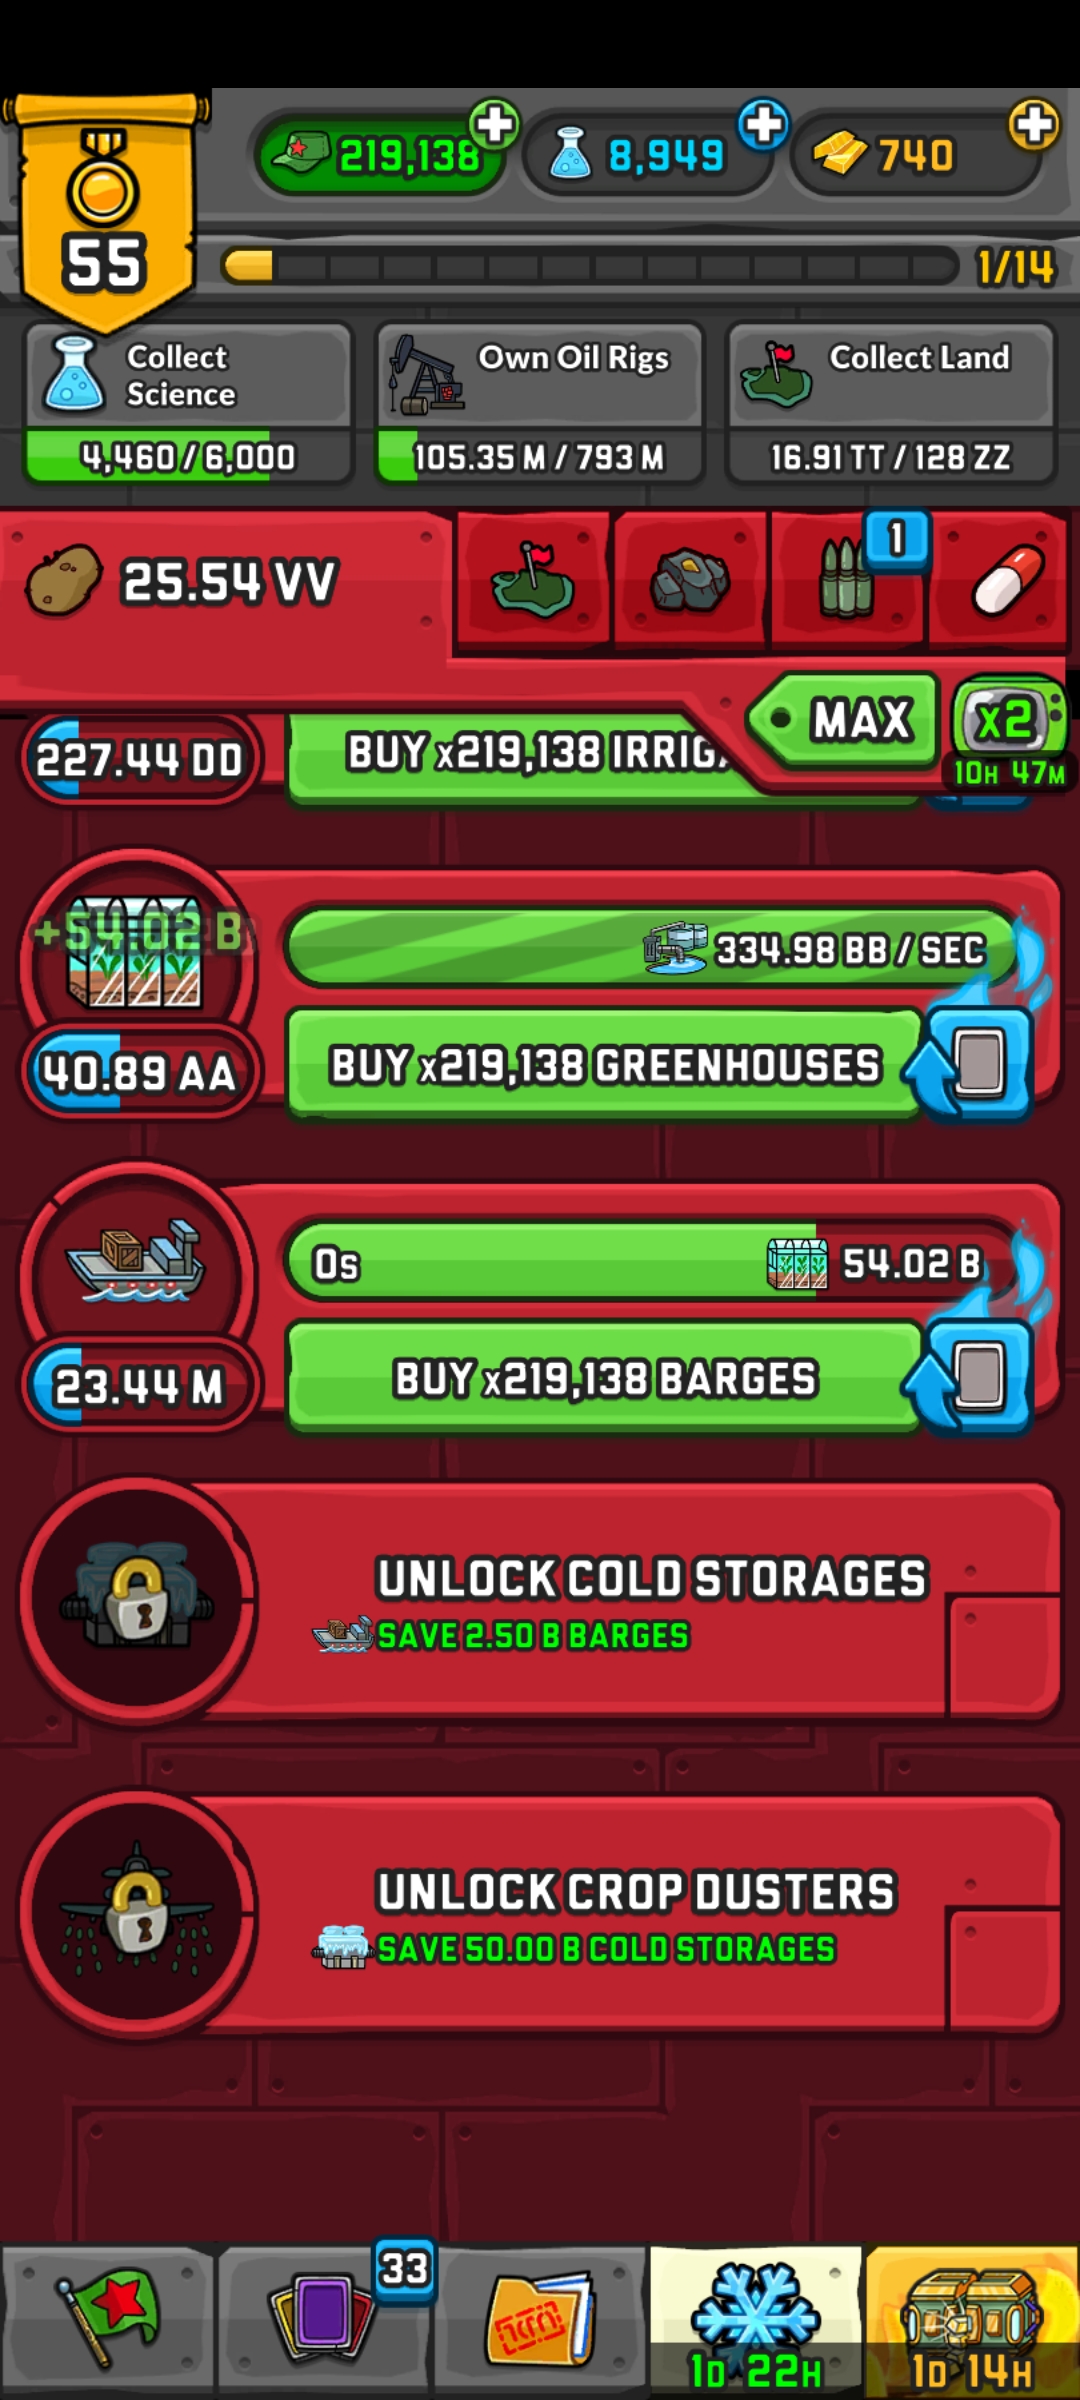 219,138
8,949
740
55
1/14
Collect
Science
4,460 / 6,000
Own Oil Rigs
105.35 M / 793 M
Collect Land
16.91 TT / 128 ZZ
25.54 VV
1
MAX
x2
10H 47M
227.44 DD
BUY x219,138
+54.02 B
334.98 BB / SEC
40.89 AA
BUY x219,138 GREENHOUSES
0s
54.02 B
23.44 M
BUY x219,138 BARGES
UNLOCK COLD STORAGES
SAVE 2.50 B BARGES
UNLOCK CROP DUSTERS
SAVE 50.00 B COLD STORAGES
33
1D 22H
1D 14H